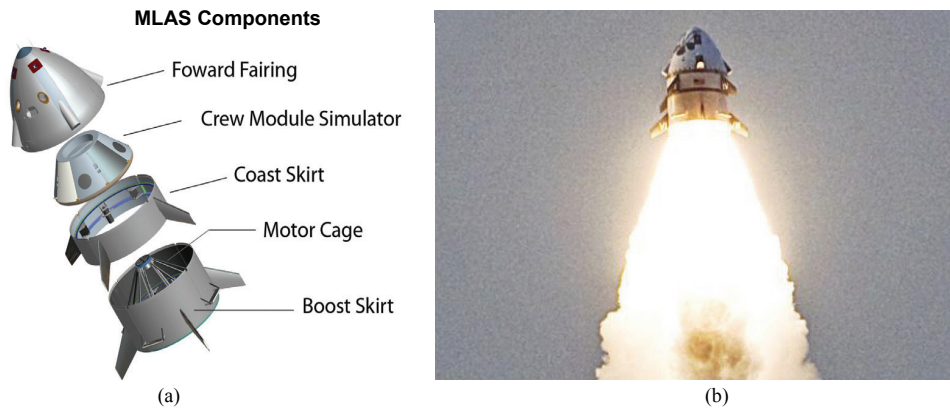 MLAS Components
Foward Fairing
Crew Module Simulator
Coast Skirt
Motor Cage
Boost Skirt
(a)
(b)